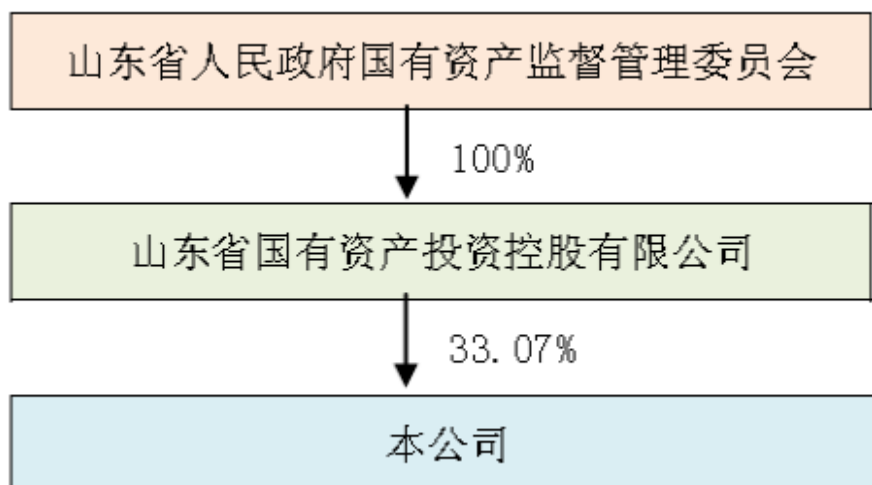 山东省人民政府国有资产监督管理委员会
100%
山东省国有资产投资控股有限公司
33.07%
本公司